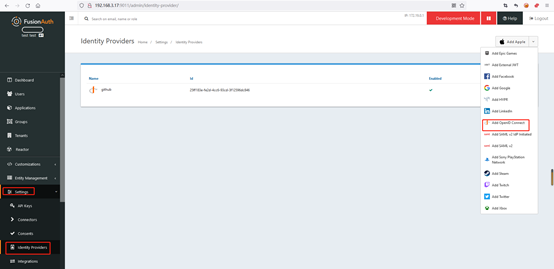 192.168.3.17:9011/admin/identity-provider/
FusionAuth
test test
Search on email, name or role
Development Mode
Help
Logout
Identity Providers
Home
Settings
Identity Providers
Add Apple
Name
Id
Enabled
github
Dashboard
Users
Applications
Groups
Tenants
Reactor
Customizations
Entity Management
Settings
API Keys
Connectors
Consents
Identity Providers
Integrations
Add Epic Games
Add External JWT
Add Facebook
Add Google
Add HYPR
Add LinkedIn
Add OpenID Connect
Add SAML v2 IdP Initiated
Add SAML v2
Add Sony PlayStation
Network
Add Steam
Add Twitch
Add Twitter
Add Xbox